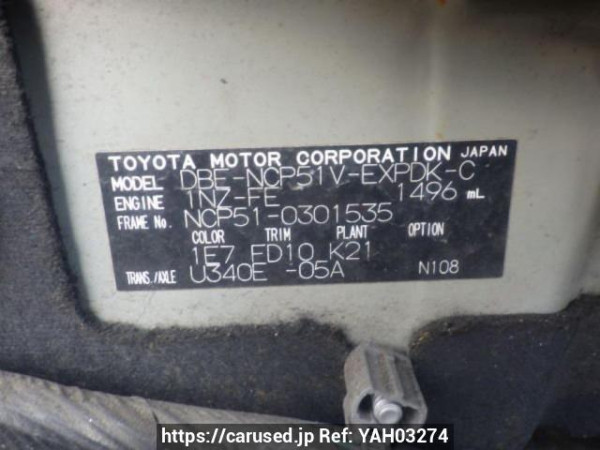 TOYOTA MOTOR CORPORATION JAPAN
MODEL DBE-NCP51V-EXPDK-C
ENGINE 1NZ-FE 1496 mL
FRAME No. NCP51-0301535
COLOR TRIM PLANT OPTION
1E7 ED10 K21
TRANS./AXLE U340E -05A N108
https://carused.jp Ref: YAH03274